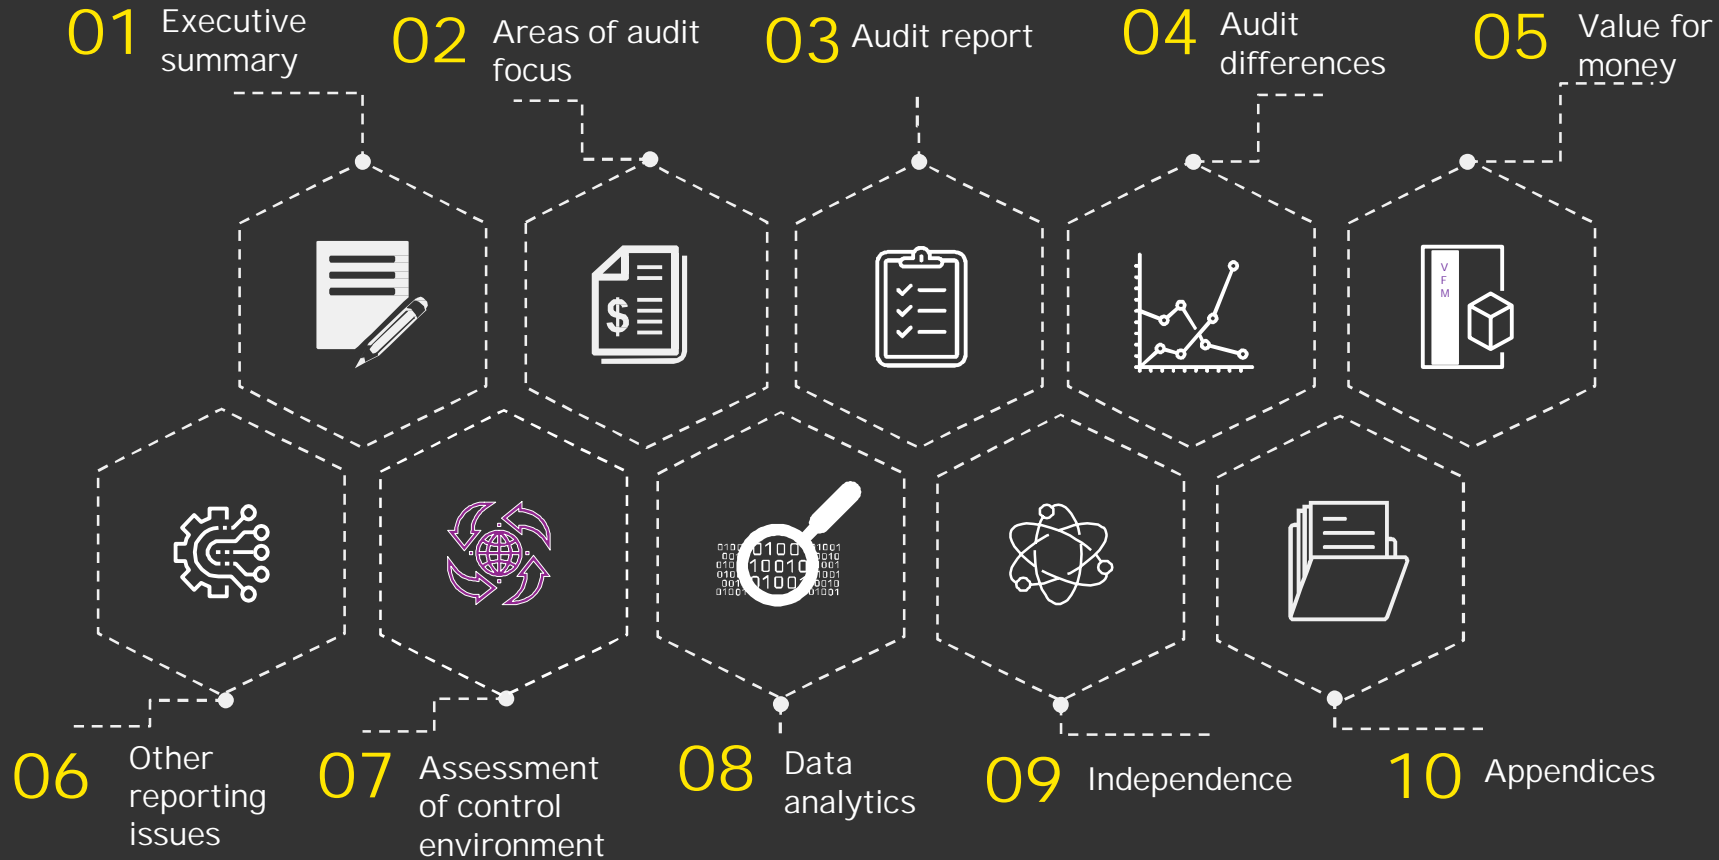 01 Executive
summary
02 Areas of audit
focus
03 Audit report
04 Audit
differences
05 Value for
money
$
V
F
M
06 Other
reporting
issues
07 Assessment
of control
environment
08 Data
analytics
09 Independence
10 Appendices